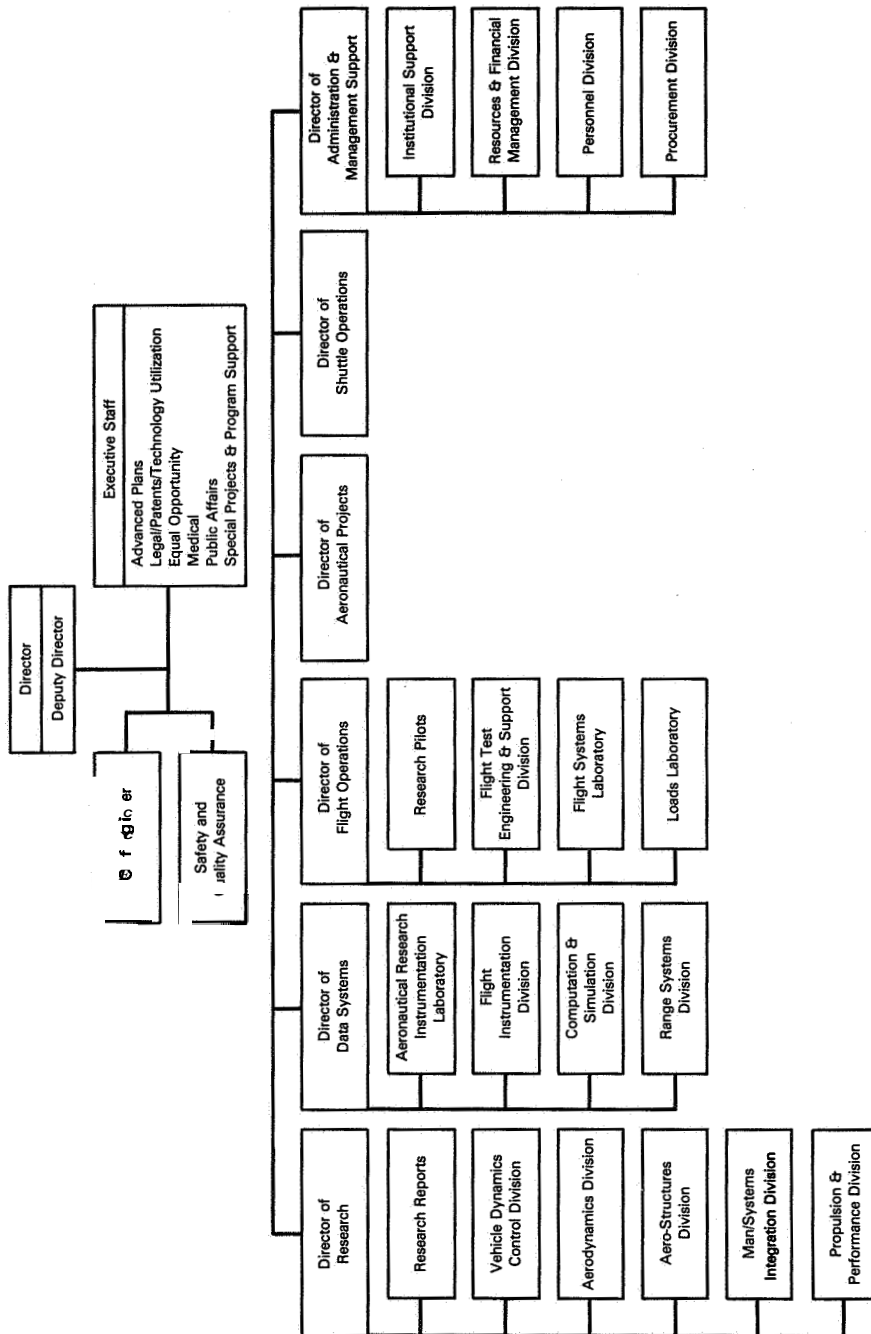 Director
Deputy Director
Executive Staff
Advanced Plans
Legal/Patents/Technology Utilization
Equal Opportunity
Medical
Public Affairs
Special Projects & Program Support
Safety and
Assurance
Director of
Research
Research Reports
Vehicle Dynamics
Control Division
Aerodynamics Division
Aero-Structures
Division
Man/Systems
Integration Division
Propulsion &
Performance Division
Director of
Data Systems
Aeronautical Research
Instrumentation
Laboratory
Flight
Instrumentation
Division
Computation &
Simulation
Division
Range Systems
Division
Director of
Flight Operations
Research Pilots
Flight Test
Engineering & Support
Division
Flight Systems
Laboratory
Loads Laboratory
Director of
Aeronautical Projects
Director of
Shuttle Operations
Director of
Administration &
Management Support
Institutional Support
Division
Resources & Financial
Management Division
Personnel Division
Procurement Division